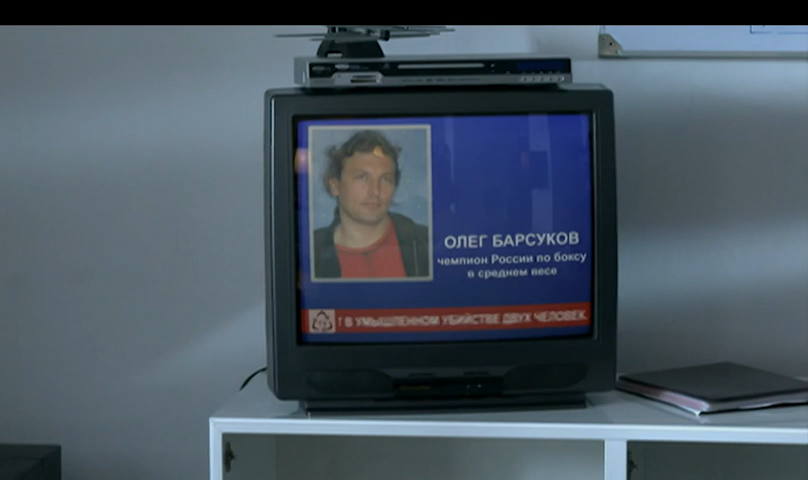 ОЛЕГ БАРСУКОВ
чемпион России по боксу
в среднем весе
В УМЫШЛЕННОМ УБИЙСТВЕ ДВУХ ЧЕЛОВЕК.